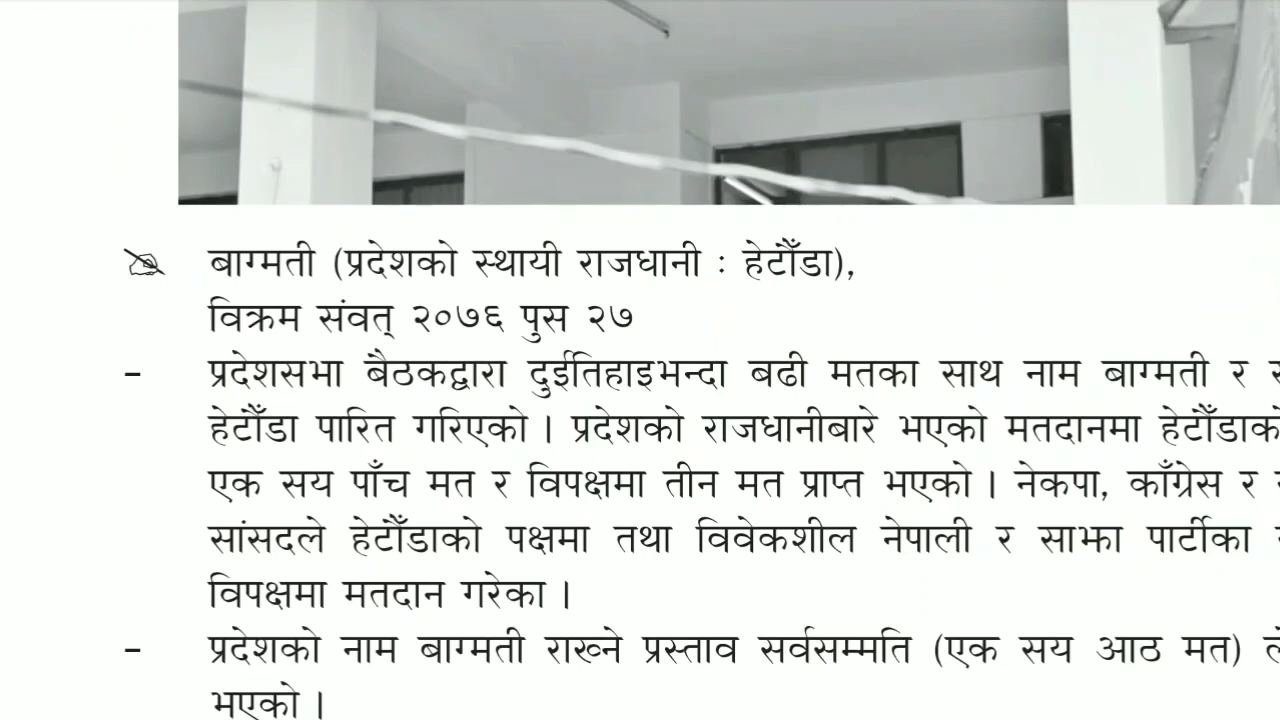 बाग्मती (प्रदेशको स्थायी राजधानी : हेटौँडा),
विक्रम संवत् २०७६ पुस २७
- प्रदेशसभा बैठकद्वारा दुईतिहाइभन्दा बढी मतका साथ नाम बाग्मती र
हेटौँडा पारित गरिएको । प्रदेशको राजधानीबारे भएको मतदानमा हेटौँडाको
एक सय पाँच मत र विपक्षमा तीन मत प्राप्त भएको । नेकपा, काँग्रेस र
सांसदले हेटौँडाको पक्षमा तथा विवेकशील नेपाली र साझा पार्टीका
विपक्षमा मतदान गरेका ।
- प्रदेशको नाम बाग्मती राख्ने प्रस्ताव सर्वसम्मति (एक सय आठ मत)
भएको ।